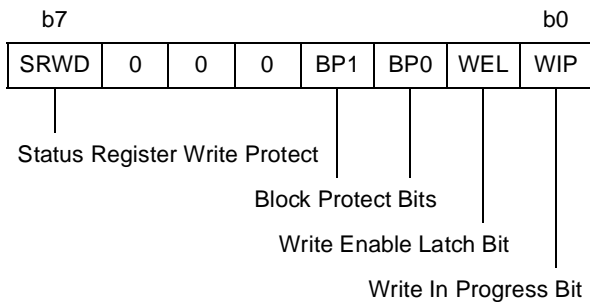 b7 b0
SRWD 0 0 0 BP1 BP0 WEL WIP
Status Register Write Protect
Block Protect Bits
Write Enable Latch Bit
Write In Progress Bit